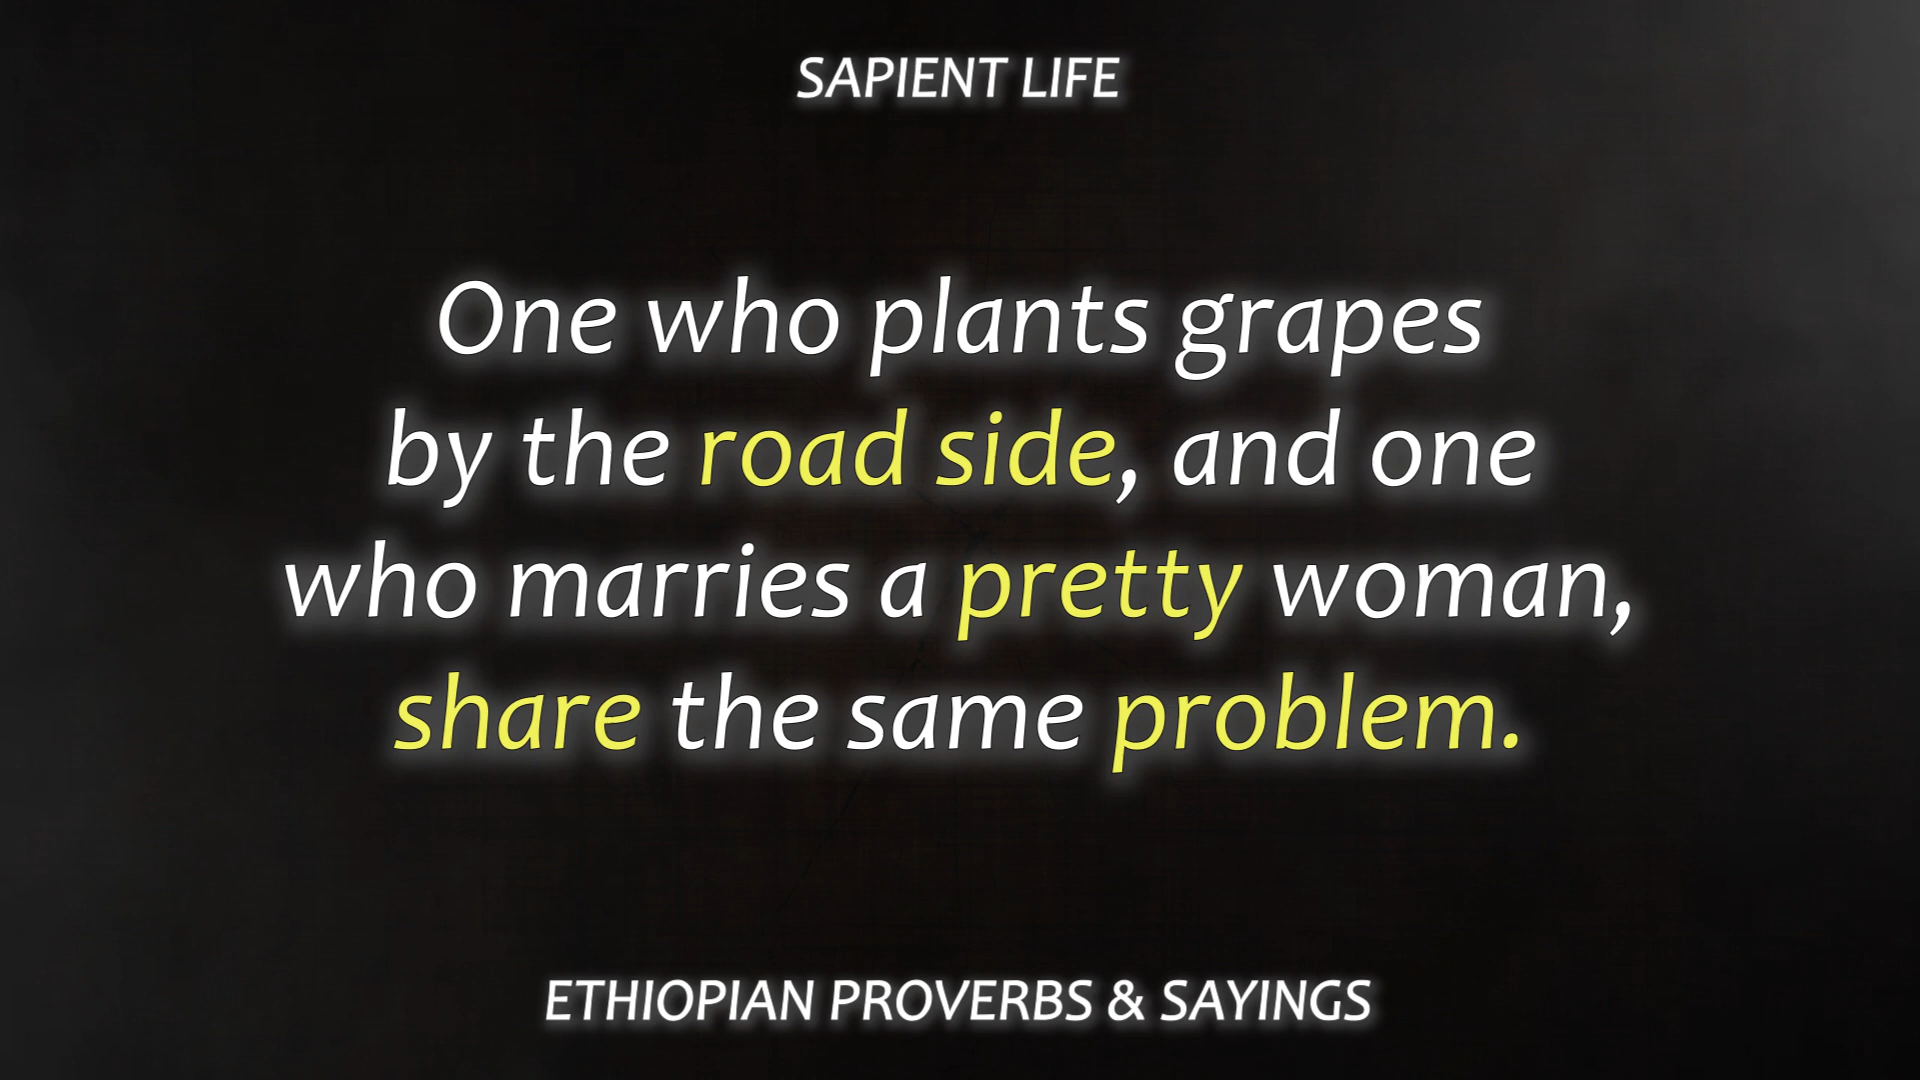 SAPIENT LIFE
One who plants grapes
by the road side, and one
who marries a pretty woman,
share the same problem.
ETHIOPIAN PROVERBS & SAYINGS